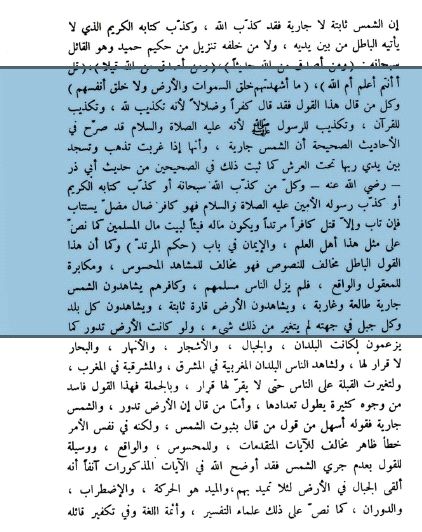 إن الشمس ثابتة لا جارية فقد كذب الله ، وكذّب كتابه الكريم الذي لا
يأتيه الباطل من بين يديه ، ولا من خلفه تنزيل من حكيم حميد وهو القائل
سبحانه : ( ومن أصدق من الله حديثاً ) ، ( ومن أصدق من الله قيلا ) ، ( قل
أأنتم أعلم أم الله ) ، ( ما أشهدتهم خلق السموات والأرض ولا خلق أنفسهم )
وكل من قال هذا القول فقد قال كفراً وضلالاً لأنه تكذيب لله ، وتكذيب
للقرآن ، وتكذيب للرسول ﷺ لأنه عليه الصلاة والسلام قد صرّح في
الأحاديث الصحيحة أن الشمس جارية ، وأنها إذا غربت تذهب وتسجد
بين يدي ربها تحت العرش كما ثبت ذلك في الصحيحين من حديث أبي ذر
– رضي الله عنه – وكلّ من كذّب الله سبحانه أو كذّب كتابه الكريم
أو كذّب رسوله الأمين عليه الصلاة والسلام فهو كافر ضال مضلّ يستتاب
فإن تاب وإلاّ قتل كافراً مرتداً ويكون ماله فيئاً لبيت مال المسلمين كما نصّ
على مثل هذا أهل العلم ، والإيمان في باب ( حكم المرتدّ ) وكما أن هذا
القول الباطل مخالف للنصوص فهو مخالف للمشاهد المحسوس ، ومكابرة
للمعقول والواقع ، فلم يزل الناس مسلمهم ، وكافرهم يشاهدون الشمس
جارية طالعة وغاربة ، ويشاهدون الأرض قارة ثابتة ، ويشاهدون كل بلد
وكل جبل في جهته لم يتغير من ذلك شيء ، ولو كانت الأرض تدور كما
يزعمون لكانت البلدان ، والجبال ، والأشجار ، والأنهار ، والبحار
لا قرار لها ، ولشاهد الناس البلدان المغربية في المشرق ، والمشرقية في المغرب ،
ولتغيرت القبلة على الناس حتى لا يقرّ لها قرار ، وبالجملة فهذا القول فاسد
من وجوه كثيرة يطول تعدادها ، وأمّا من قال إن الأرض تدور ، والشمس
جارية فقوله أسهل من قول من قال بثبوت الشمس ، ولكنه في نفس الأمر
خطأ ظاهر مخالف للآيات المتقدمات ، وللمحسوس ، والواقع ، ووسيلة
للقول بعدم جري الشمس فقد أوضح الله في الآيات المذكورات آنفاً أنه
ألقى الجبال في الأرض لئلا تميد بهم ، والميد هو الحركة ، والإضطراب ،
والدوران ، كما نصّ على ذلك علماء التفسير ، وأئمة اللغة وفي تكفير قائله